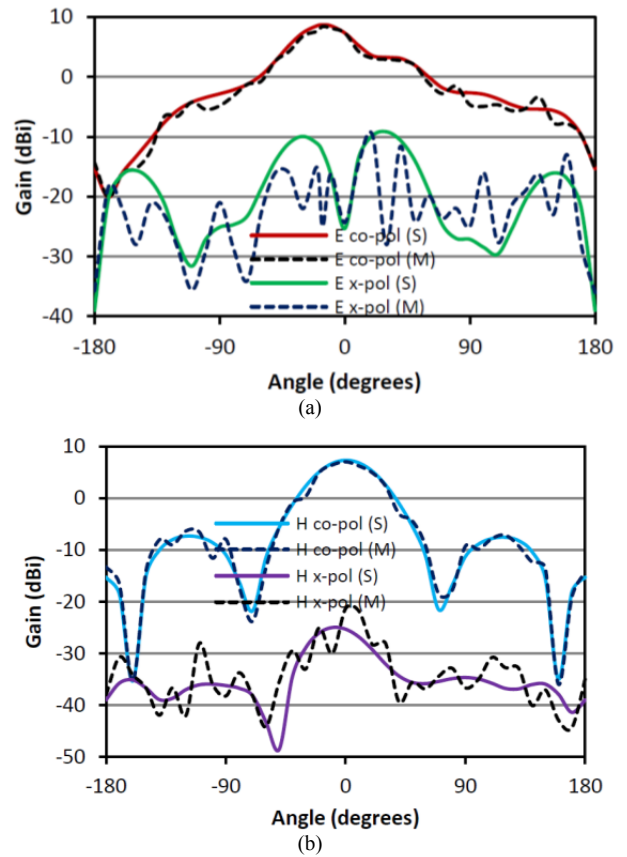 10
0
-10
-20
-30
-40
Gain (dBi)
E co-pol (S)
E co-pol (M)
E x-pol (S)
E x-pol (M)
-180 -90 0 90 180
Angle (degrees)
(a)
10
0
-10
-20
-30
-40
-50
Gain (dBi)
H co-pol (S)
H co-pol (M)
H x-pol (S)
H x-pol (M)
-180 -90 0 90 180
Angle (degrees)
(b)